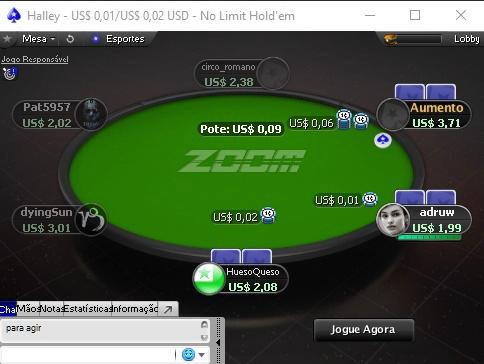 Halley - US$ 0,01/US$ 0,02 USD - No Limit Hold'em
Mesa
Esportes
Lobby
Jogo Responsável
circo_romano
US$ 2,38
Pat5957
US$ 2,02
Aumento
US$ 3,71
Pote: US$ 0,09
US$ 0,06
ZOOM
dyingSun
US$ 3,01
US$ 0,02
US$ 0,01
adruw
US$ 1,99
HuesoQueso
US$ 2,08
Cha Mãos Notas Estatísticas Informação
para agir
Jogue Agora